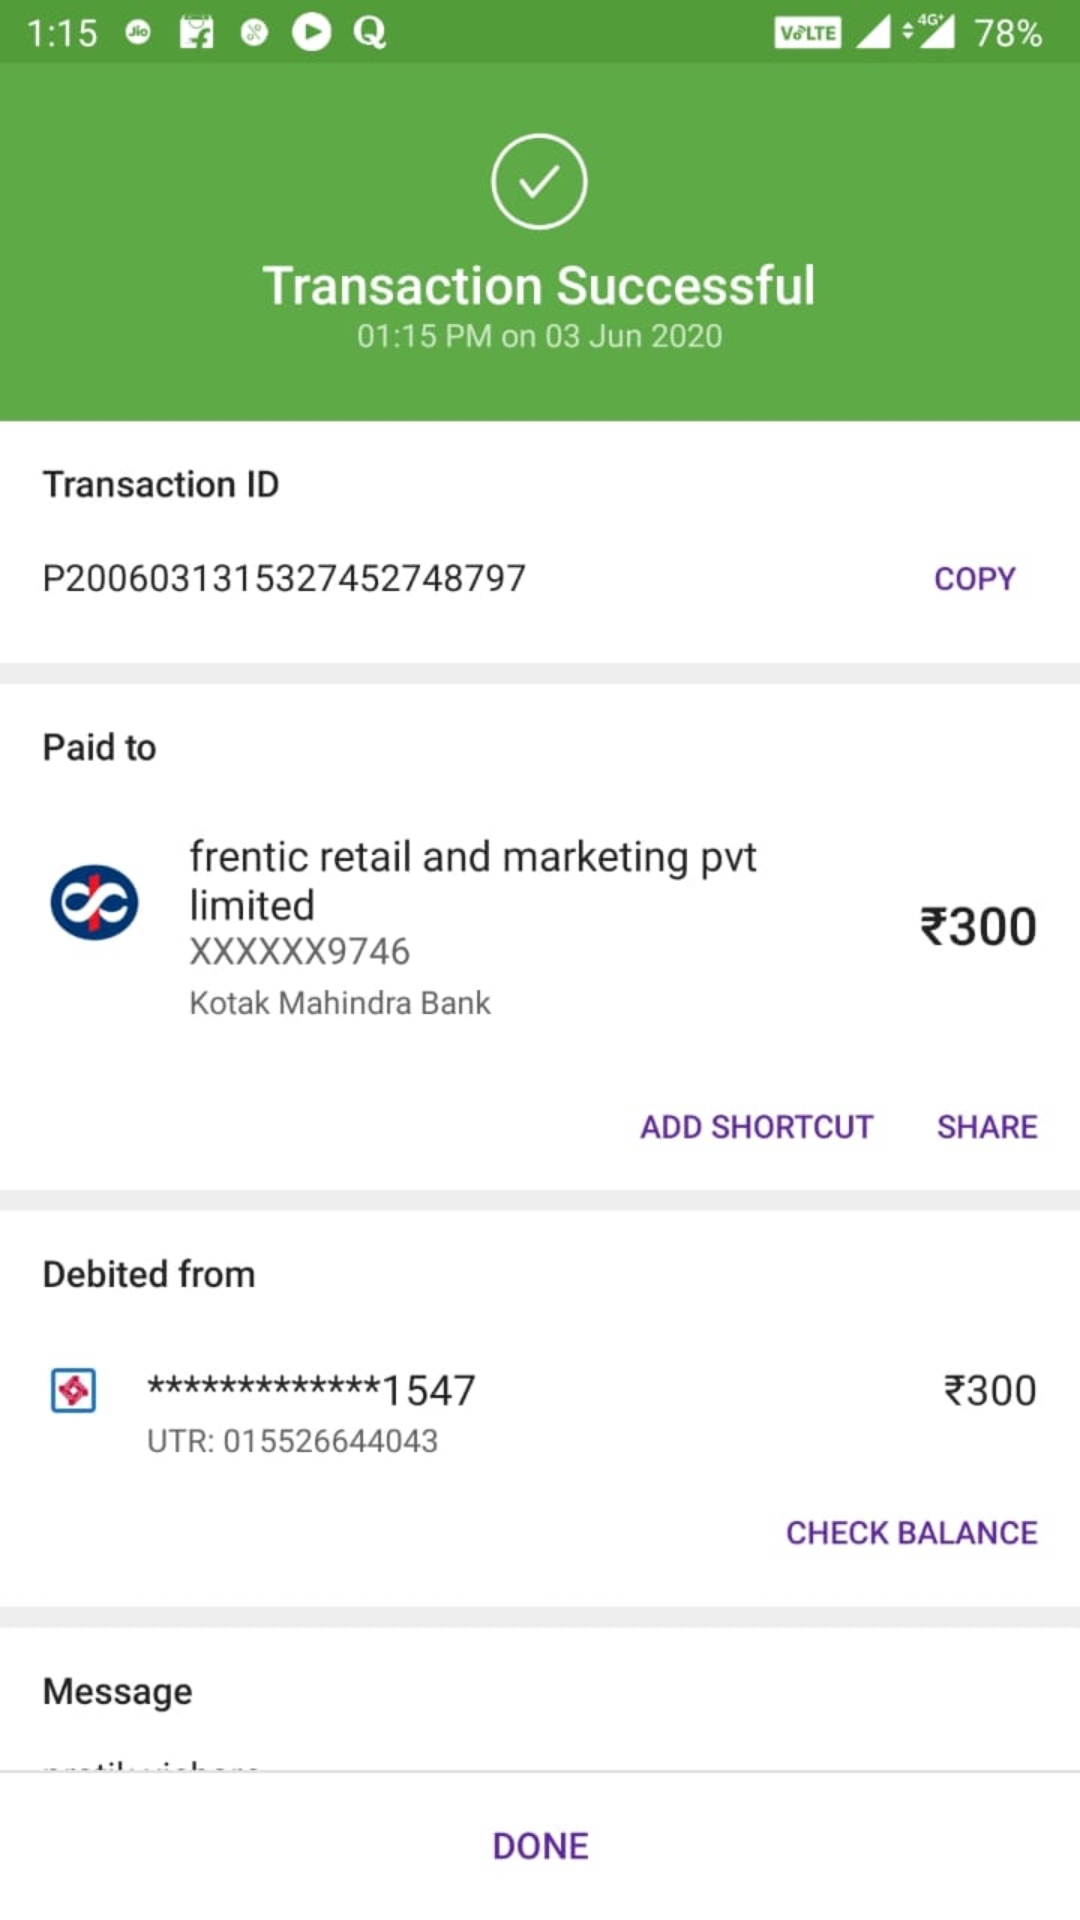 1:15 Jio Q VoLTE 4G+ 78%
Transaction Successful
01:15 PM on 03 Jun 2020
Transaction ID
P2006031315327452748797 COPY
Paid to
frentic retail and marketing pvt
limited
₹300
XXXXXX9746
Kotak Mahindra Bank
ADD SHORTCUT SHARE
Debited from
*************1547 ₹300
UTR: 015526644043
CHECK BALANCE
Message
DONE